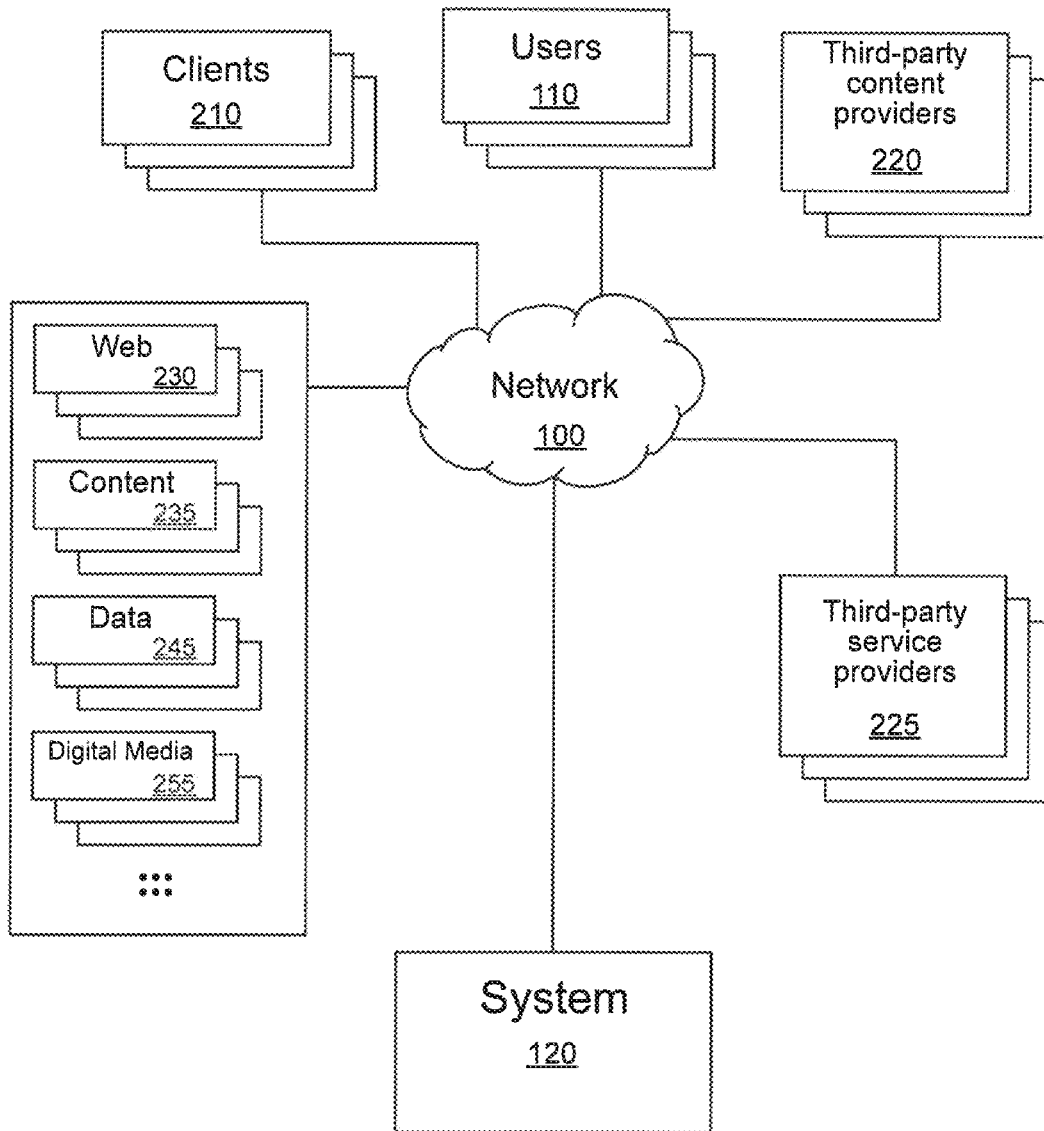 Clients
210
Users
110
Third-party
content
providers
220
Web
230
Content
235
Data
245
Digital Media
255
Network
100
Third-party
service
providers
225
System
120